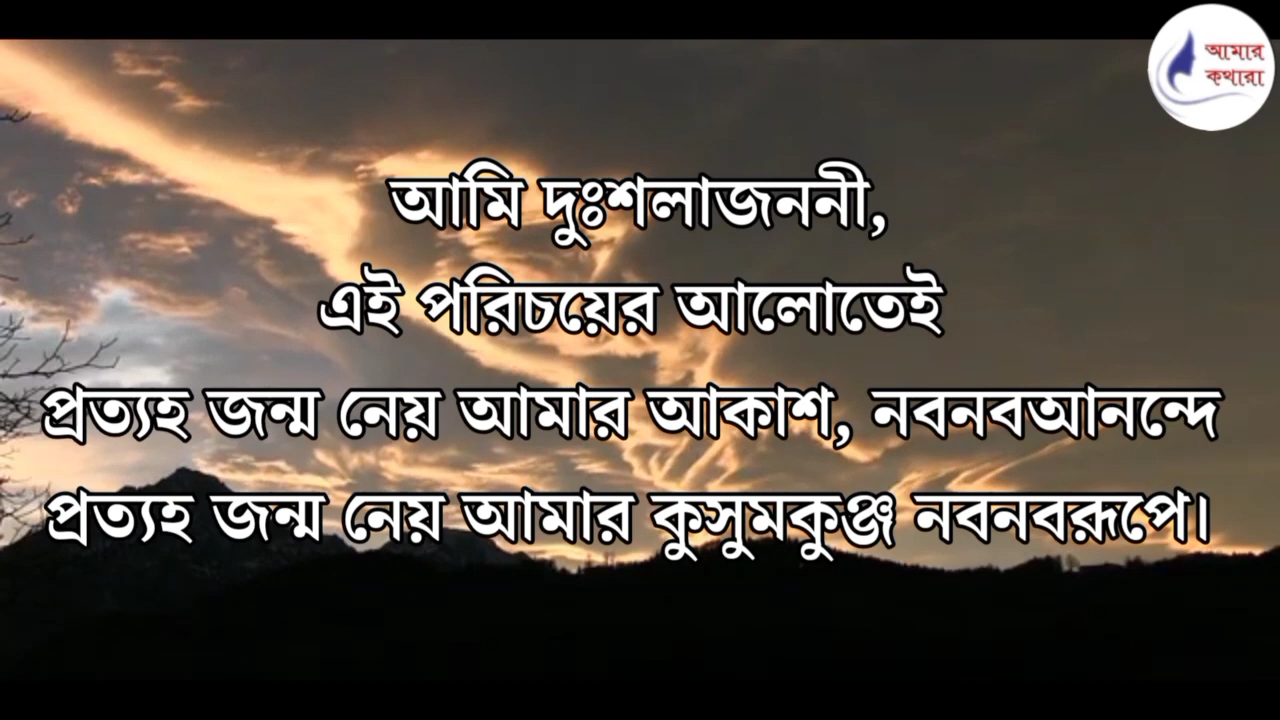 আমার
কথারা
আমি দুঃশলাজননী,
এই পরিচয়ের আলোতেই
প্রত্যহ জন্ম নেয় আমার আকাশ, নবনবআনন্দে
প্রত্যহ জন্ম নেয় আমার কুসুমকুঞ্জ নবনবরূপে।